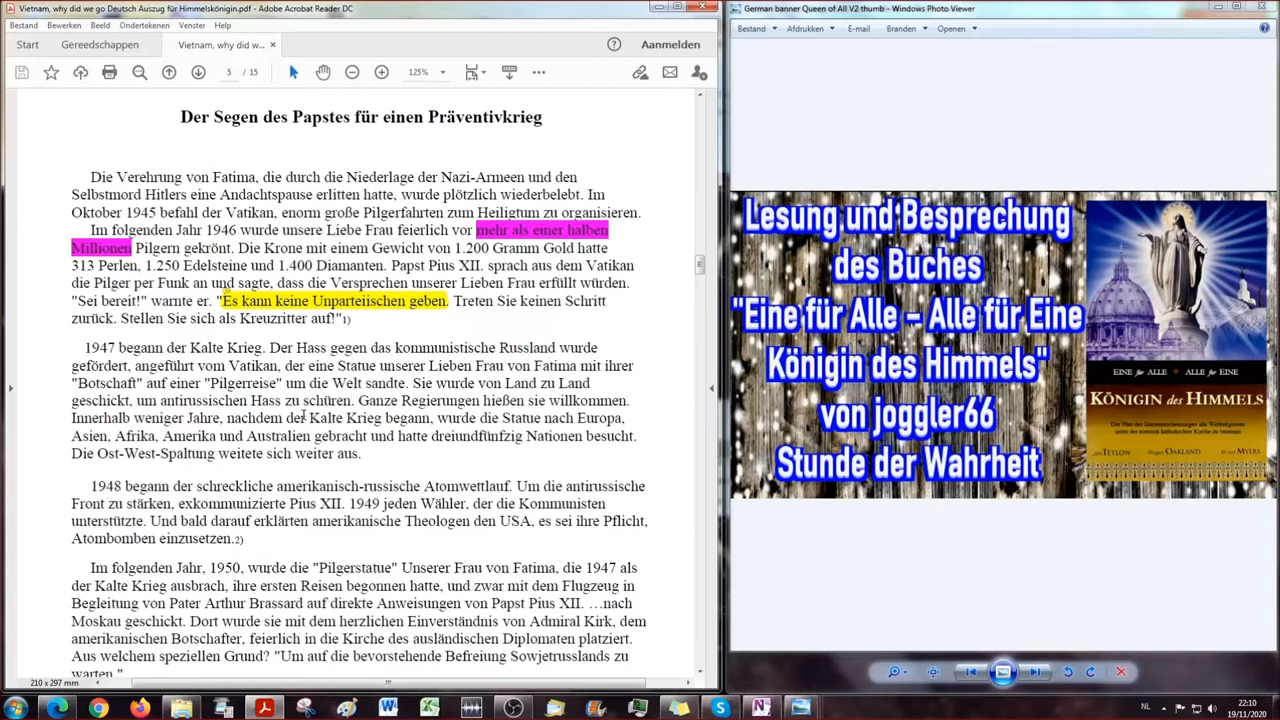 Vietnam, why did we go Deutsch Auszug für Himmelskönigin.pdf - Adobe Acrobat Reader DC
Bestand Bewerken Beeld Ondertekenen Venster Help
Start Gereedschappen Vietnam, why did w... × Aanmelden
5 / 15 125%
Der Segen des Papstes für einen Präventivkrieg
Die Verehrung von Fatima, die durch die Niederlage der Nazi-Armeen und den
Selbstmord Hitlers eine Andachtspause erlitten hatte, wurde plötzlich wiederbelebt. Im
Oktober 1945 befahl der Vatikan, enorm große Pilgerfahrten zum Heiligtum zu organisieren.
Im folgenden Jahr 1946 wurde unsere Liebe Frau feierlich vor mehr als einer halben
Millionen Pilgern gekrönt. Die Krone mit einem Gewicht von 1.200 Gramm Gold hatte
313 Perlen, 1.250 Edelsteine und 1.400 Diamanten. Papst Pius XII. sprach aus dem Vatikan
die Pilger per Funk an und sagte, dass die Versprechen unserer Lieben Frau erfüllt würden.
"Sei bereit!" warnte er. "Es kann keine Unparteiischen geben. Treten Sie keinen Schritt
zurück. Stellen Sie sich als Kreuzritter auf!"1)
1947 begann der Kalte Krieg. Der Hass gegen das kommunistische Russland wurde
gefördert, angeführt vom Vatikan, der eine Statue unserer Lieben Frau von Fatima mit ihrer
"Botschaft" auf einer "Pilgerreise" um die Welt sandte. Sie wurde von Land zu Land
geschickt, um antirussischen Hass zu schüren. Ganze Regierungen hießen sie willkommen.
Innerhalb weniger Jahre, nachdem der Kalte Krieg begann, wurde die Statue nach Europa,
Asien, Afrika, Amerika und Australien gebracht und hatte dreiundfünfzig Nationen besucht.
Die Ost-West-Spaltung weitete sich weiter aus.
1948 begann der schreckliche amerikanisch-russische Atomwettlauf. Um die antirussische
Front zu stärken, exkommunizierte Pius XII. 1949 jeden Wähler, der die Kommunisten
unterstützte. Und bald darauf erklärten amerikanische Theologen den USA, es sei ihre Pflicht,
Atombomben einzusetzen.2)
Im folgenden Jahr, 1950, wurde die "Pilgerstatue" Unserer Frau von Fatima, die 1947 als
der Kalte Krieg ausbrach, ihre ersten Reisen begonnen hatte, und zwar mit dem Flugzeug in
Begleitung von Pater Arthur Brassard auf direkte Anweisungen von Papst Pius XII. …nach
Moskau geschickt. Dort wurde sie mit dem herzlichen Einverständnis von Admiral Kirk, dem
amerikanischen Botschafter, feierlich in die Kirche des ausländischen Diplomaten platziert.
Aus welchem speziellen Grund? "Um auf die bevorstehende Befreiung Sowjetrusslands zu
warten."
210 x 297 mm
German banner Queen of All V2 thumb - Windows Photo Viewer
Bestand Afdrukken E-mail Branden Openen
Lesung und Besprechung
des Buches
"Eine für Alle – Alle für Eine
Königin des Himmels"
von joggler66
Stunde der Wahrheit
EINE für ALLE • ALLE für EINE
KÖNIGIN des HIMMELS
TETLOW OAKLAND MYERS
NL 22:10
19/11/2020